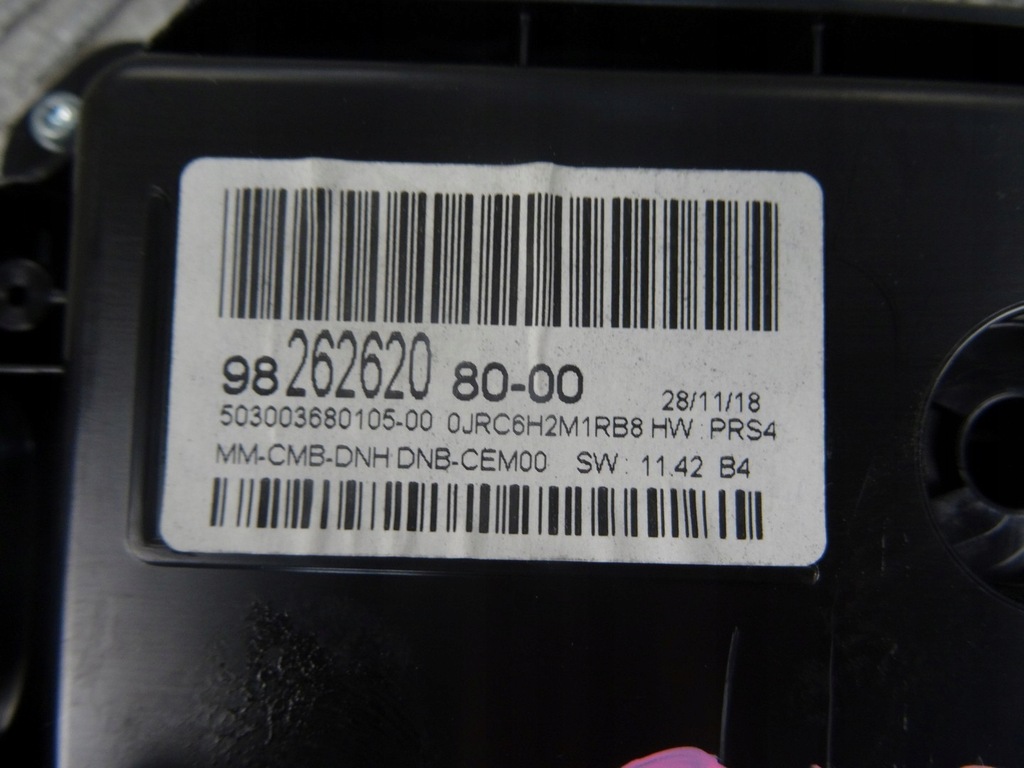 98 262620 80-00 28/11/18
503003680105-00 0JRC6H2M1RB8 HW: PRS4
MM-CMB-DNH DNB-CEM00 SW: 11.42 B4